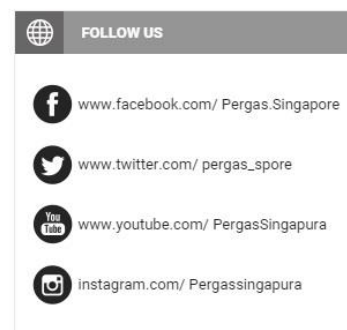 FOLLOW US
www.facebook.com/ Pergas.Singapore
www.twitter.com/ pergas_spore
You Tube
www.youtube.com/ PergasSingapura
instagram.com/ Pergassingapura